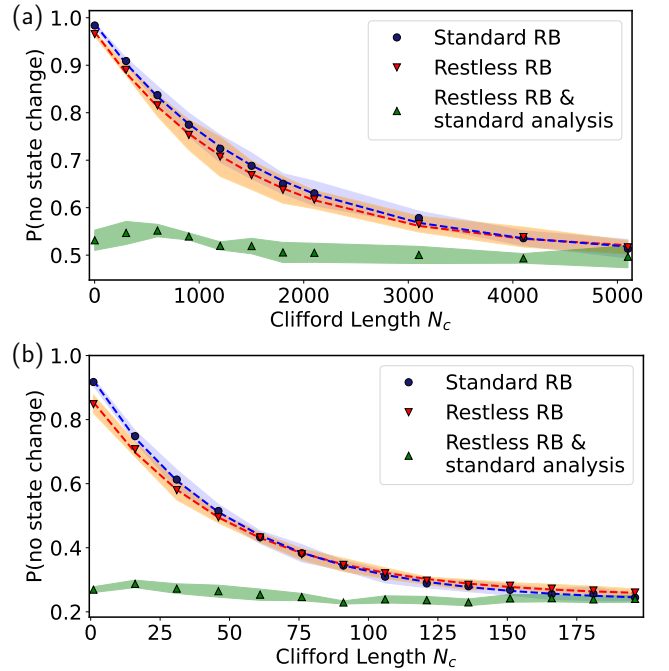 (a)
1.0
0.9
0.8
0.7
0.6
0.5
P(no state change)
Standard RB
Restless RB
Restless RB &
standard analysis
0 1000 2000 3000 4000 5000
Clifford Length N_c
(b)
1.0
0.8
0.6
0.4
0.2
P(no state change)
Standard RB
Restless RB
Restless RB &
standard analysis
0 25 50 75 100 125 150 175
Clifford Length N_c